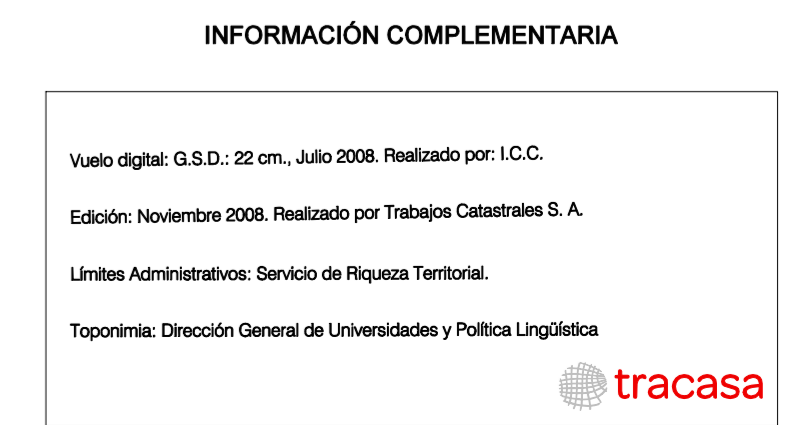 INFORMACIÓN COMPLEMENTARIA
Vuelo digital: G.S.D.: 22 cm., Julio 2008. Realizado por: I.C.C.
Edición: Noviembre 2008. Realizado por Trabajos Catastrales S. A.
Límites Administrativos: Servicio de Riqueza Territorial.
Toponimia: Dirección General de Universidades y Política Lingüística
tracasa